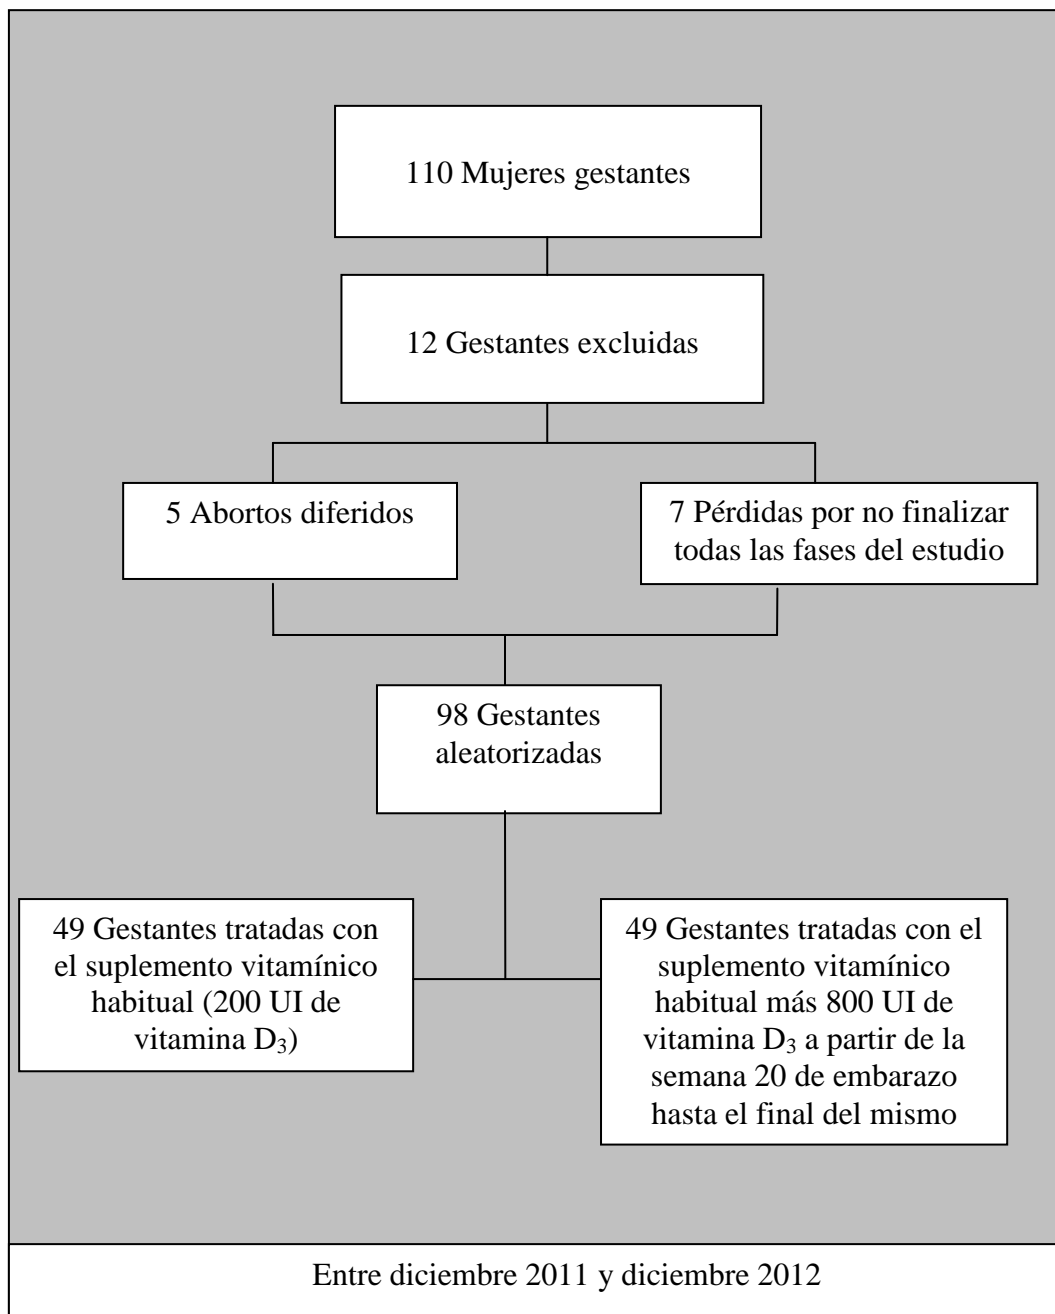 110 Mujeres gestantes
12 Gestantes excluidas
5 Abortos diferidos
7 Pérdidas por no finalizar
todas las fases del estudio
98 Gestantes
aleatorizadas
49 Gestantes tratadas con
el suplemento vitamínico
habitual (200 UI de
vitamina D₃)
49 Gestantes tratadas con el
suplemento vitamínico
habitual más 800 UI de
vitamina D₃ a partir de la
semana 20 de embarazo
hasta el final del mismo
Entre diciembre 2011 y diciembre 2012